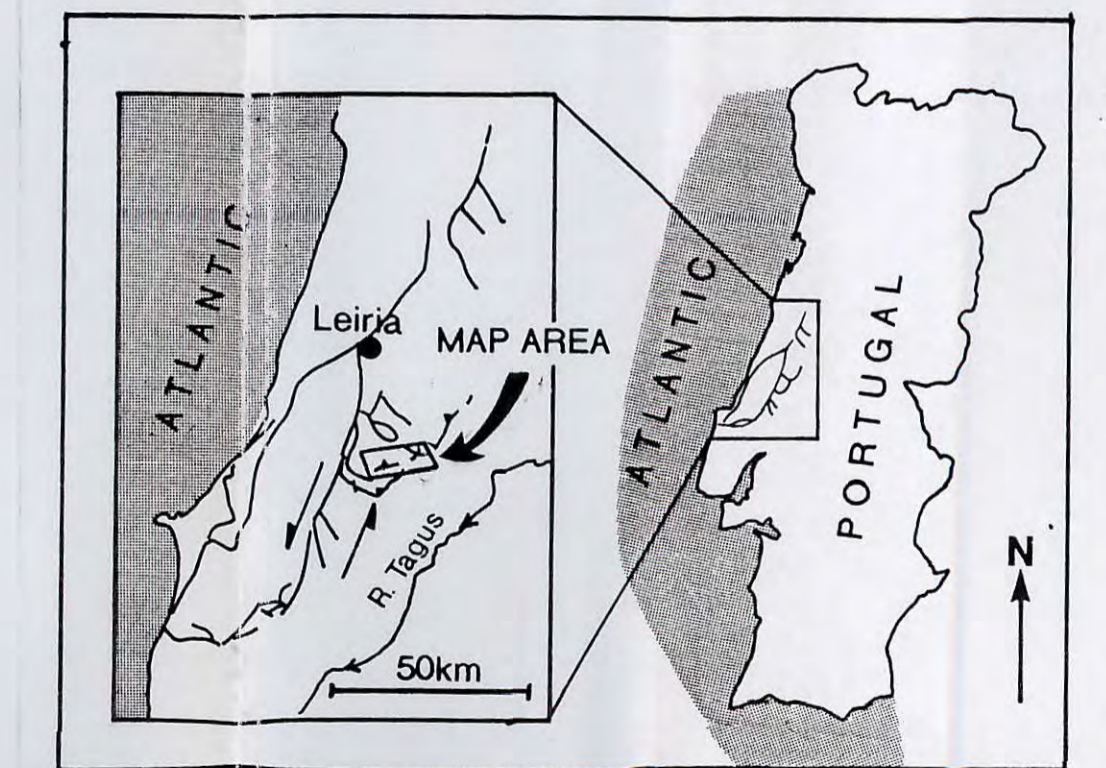 ATLANTIC
Leiria
MAP AREA
R. Tagus
50km
ATLANTIC
PORTUGAL
N